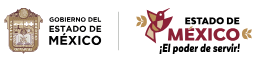 GOBIERNO DEL
ESTADO DE
MÉXICO
ESTADO DE
MÉXICO
¡El poder de servir!